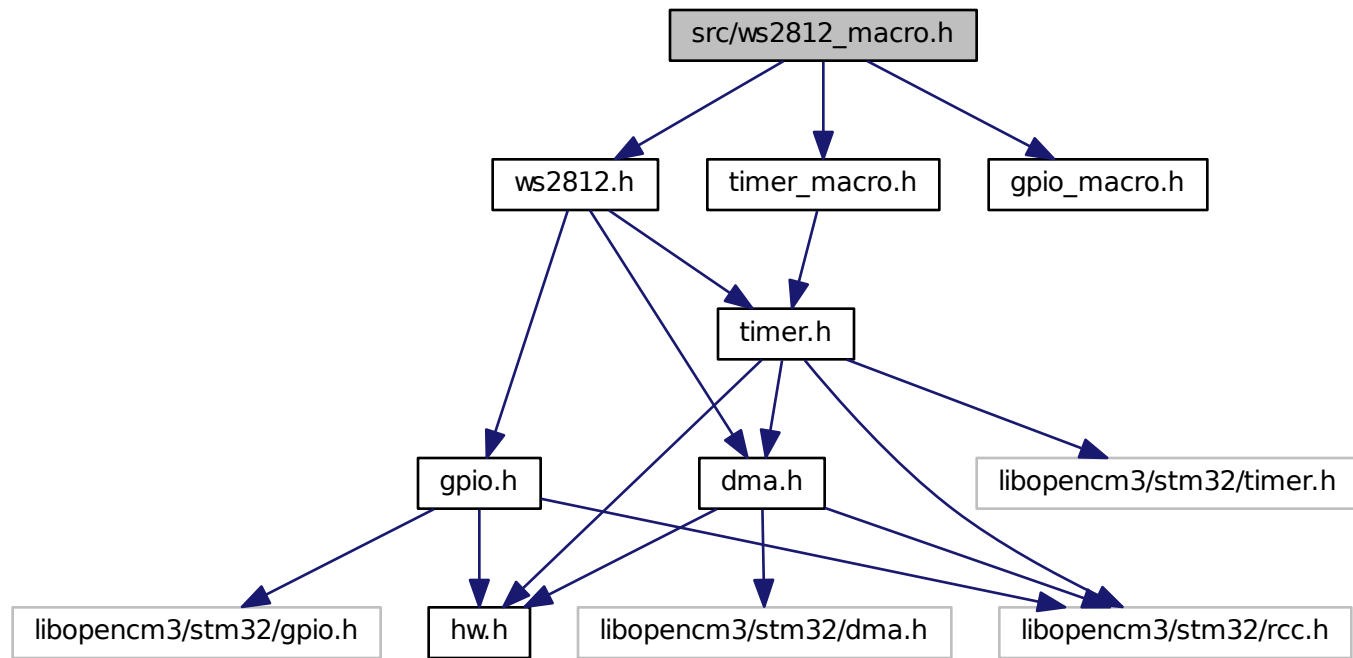 src/ws2812_macro.h
ws2812.h
timer_macro.h
gpio_macro.h
timer.h
gpio.h
dma.h
libopencm3/stm32/timer.h
libopencm3/stm32/gpio.h
hw.h
libopencm3/stm32/dma.h
libopencm3/stm32/rcc.h